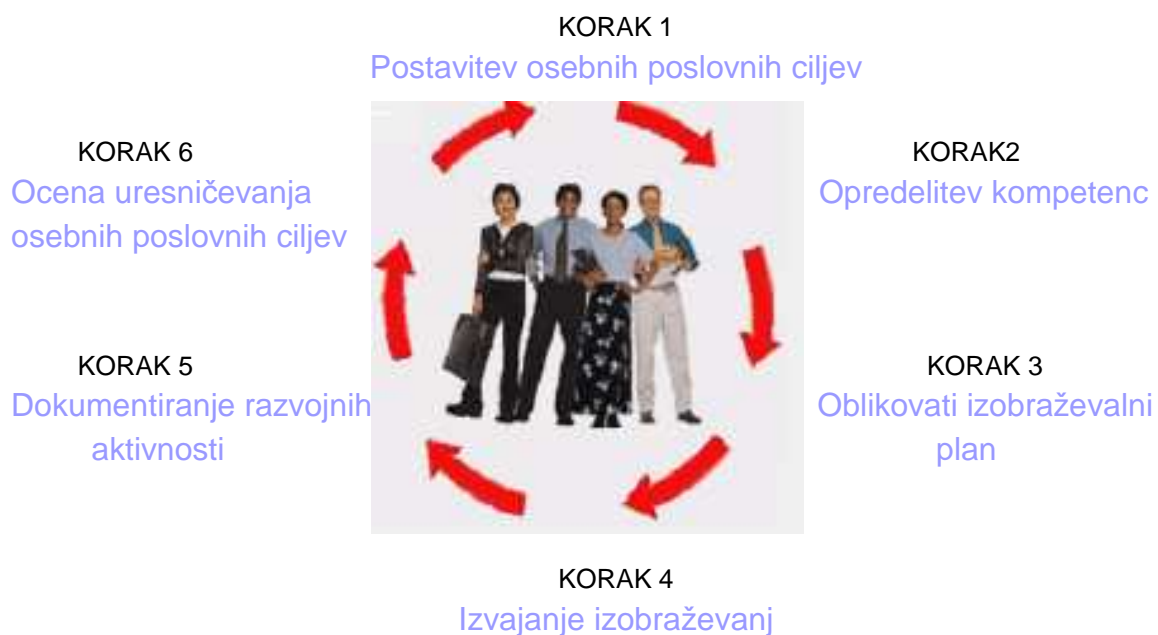 KORAK 1
Postavitev osebnih poslovnih ciljev
KORAK2
Opredelitev kompetenc
KORAK 3
Oblikovati izobraževalni
plan
KORAK 4
Izvajanje izobraževanj
KORAK 5
Dokumentiranje razvojnih
aktivnosti
KORAK 6
Ocena uresničevanja
osebnih poslovnih ciljev